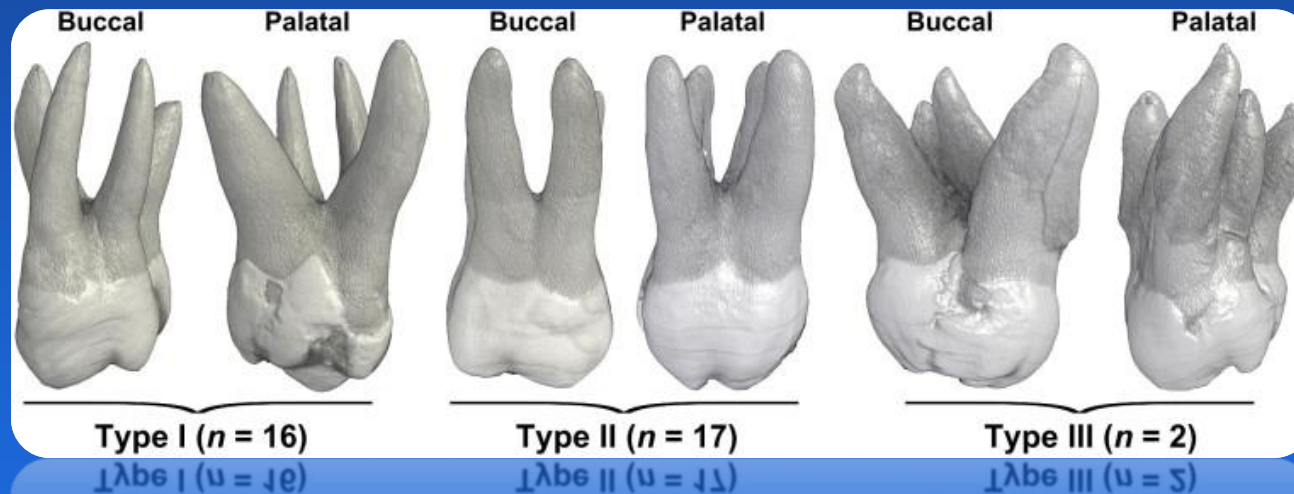 Buccal Palatal Buccal Palatal Buccal Palatal
Type I (n = 16) Type II (n = 17) Type III (n = 2)